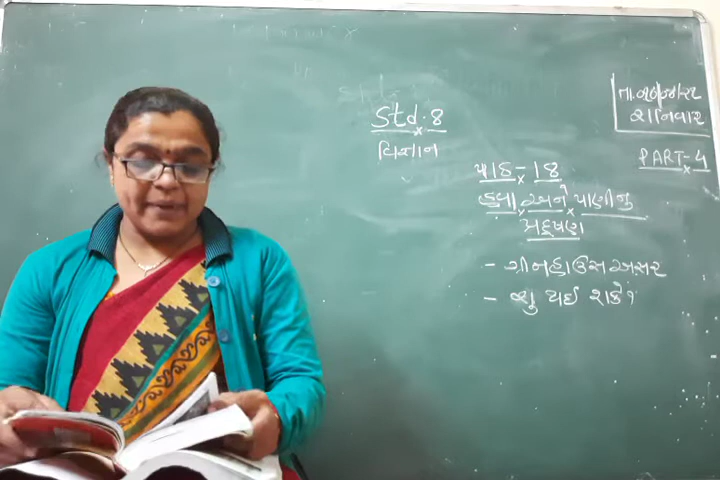 Std. 8
વિજ્ઞાન
તા.
શનિવાર
PART-4
પાઠ-18
હવા અને પાણીનુ
પ્રદૂષણ
- ગ્રીનહાઉસ અસર
- શુ થઈ શકે ?